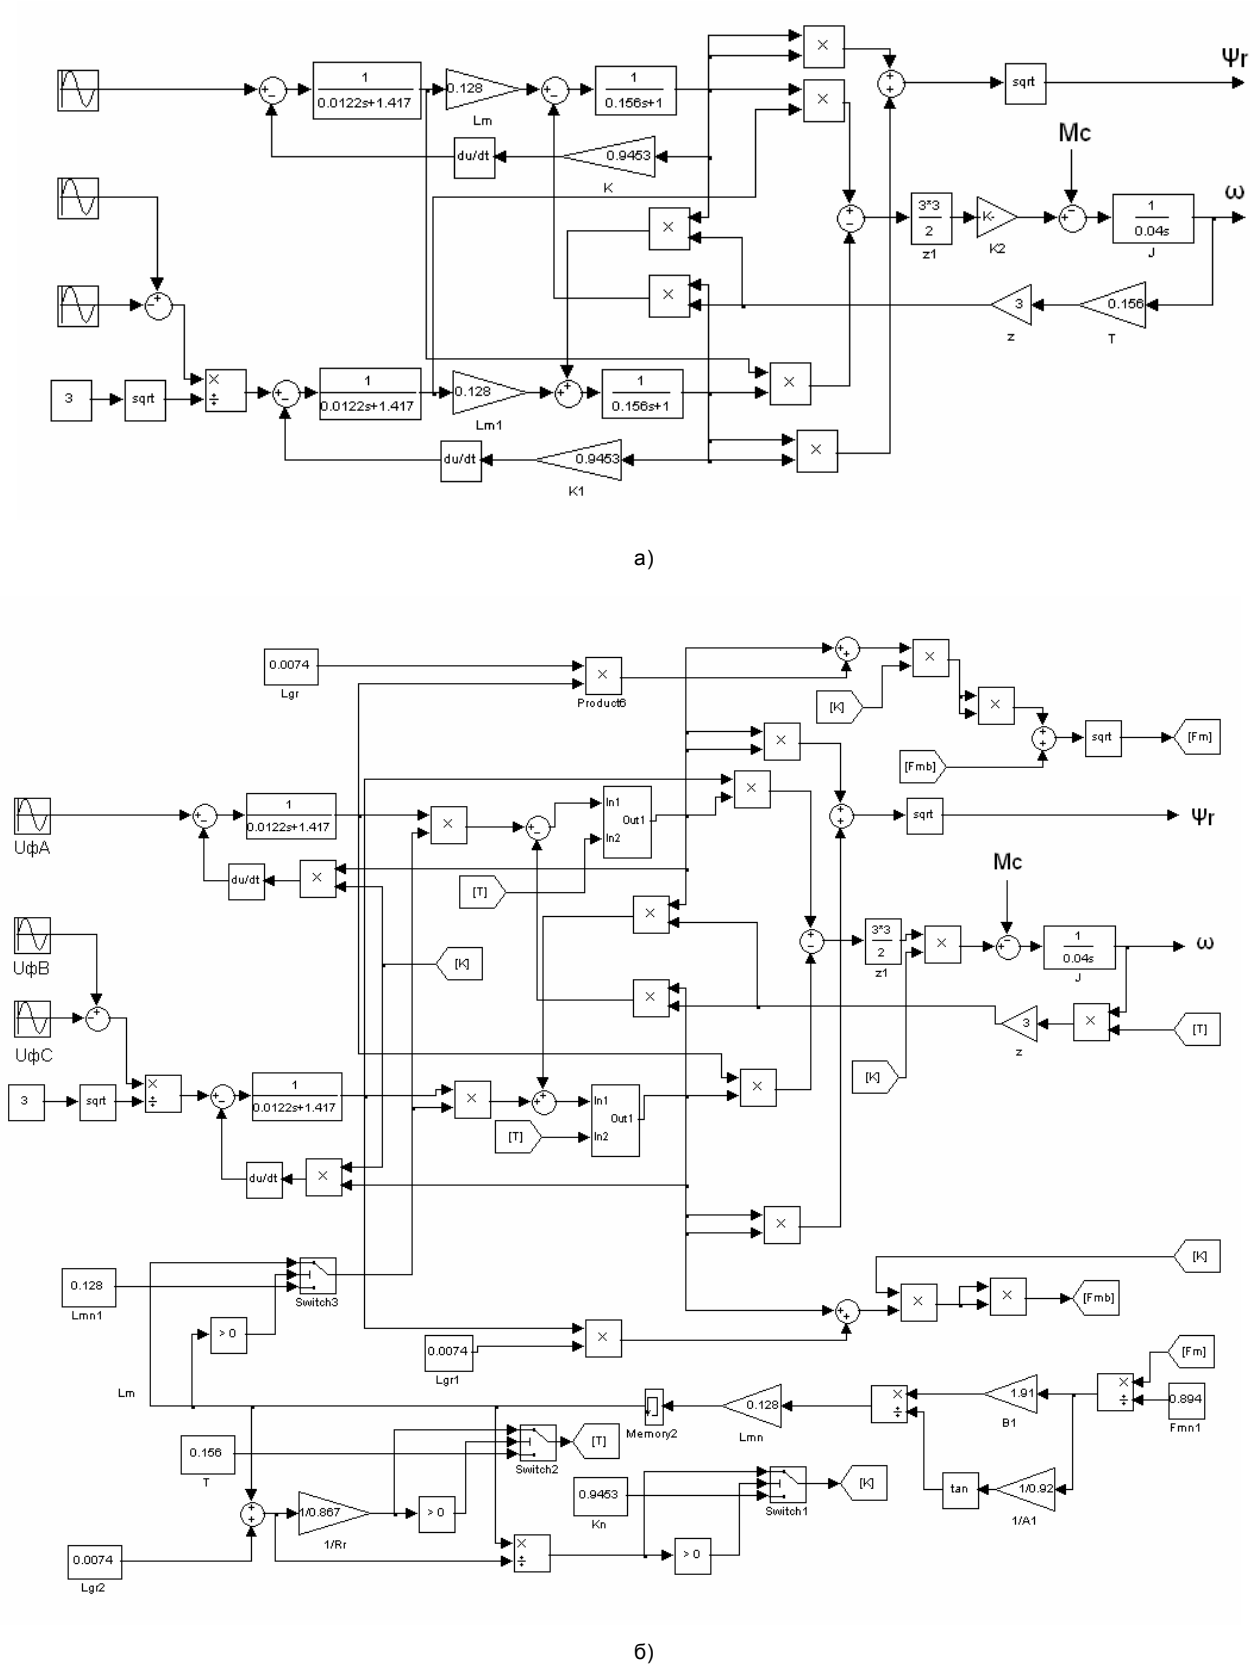 Ψr
1
0.0122s+1.417
0.128
Lm
1
0.156s+1
sqrt
Mc
du/dt
0.9453
K
ω
3*3
2
z1
K-
K2
1
0.04s
J
3
z
0.156
T
3
sqrt
×
÷
1
0.0122s+1.417
0.128
Lm1
1
0.156s+1
du/dt
0.9453
K1
а)
0.0074
Lgr
Product6
[K]
[Fmb]
sqrt
[Fm]
UфА
1
0.0122s+1.417
In1
Out1
In2
sqrt
Ψr
du/dt
[T]
Mc
UфВ
[K]
3*3
2
z1
1
0.04s
J
ω
UфС
3
z
[T]
[K]
3
sqrt
×
÷
1
0.0122s+1.417
In1
Out1
In2
[T]
du/dt
0.128
Lmn1
Switch3
[K]
[Fmb]
> 0
0.0074
Lgr1
[Fm]
Lm
Memory2
0.128
Lmn
×
÷
1.91
B1
×
÷
0.894
Fmn1
0.156
T
Switch2
[T]
0.9453
Kn
Switch1
[K]
tan
1/0.92
1/A1
1/0.867
1/Rr
> 0
0.0074
Lgr2
×
÷
> 0
б)